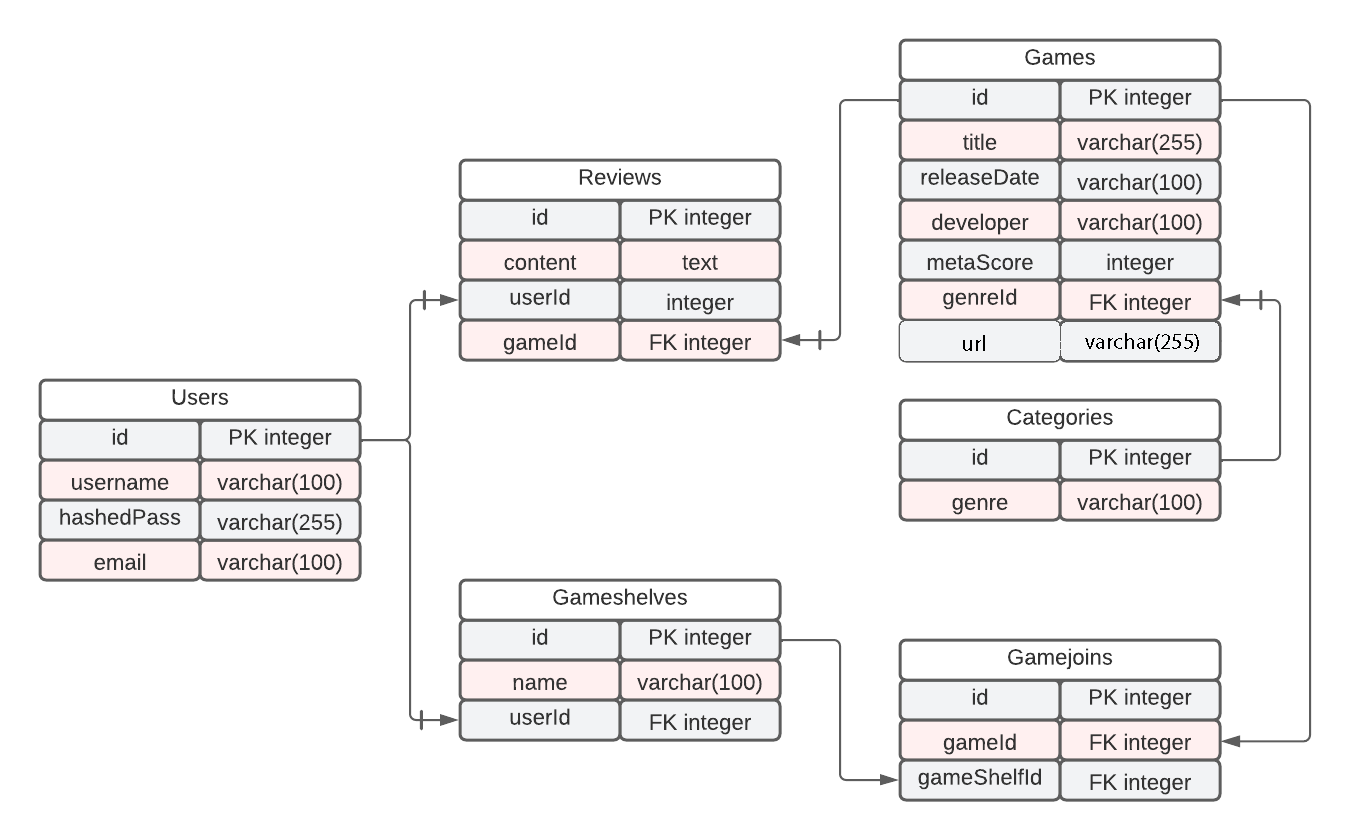 Games
id PK integer
title varchar(255)
releaseDate varchar(100)
developer varchar(100)
metaScore integer
genreId FK integer
url varchar(255)
Reviews
id PK integer
content text
userId integer
gameId FK integer
Users
id PK integer
username varchar(100)
hashedPass varchar(255)
email varchar(100)
Categories
id PK integer
genre varchar(100)
Gameshelves
id PK integer
name varchar(100)
userId FK integer
Gamejoins
id PK integer
gameId FK integer
gameShelfId FK integer